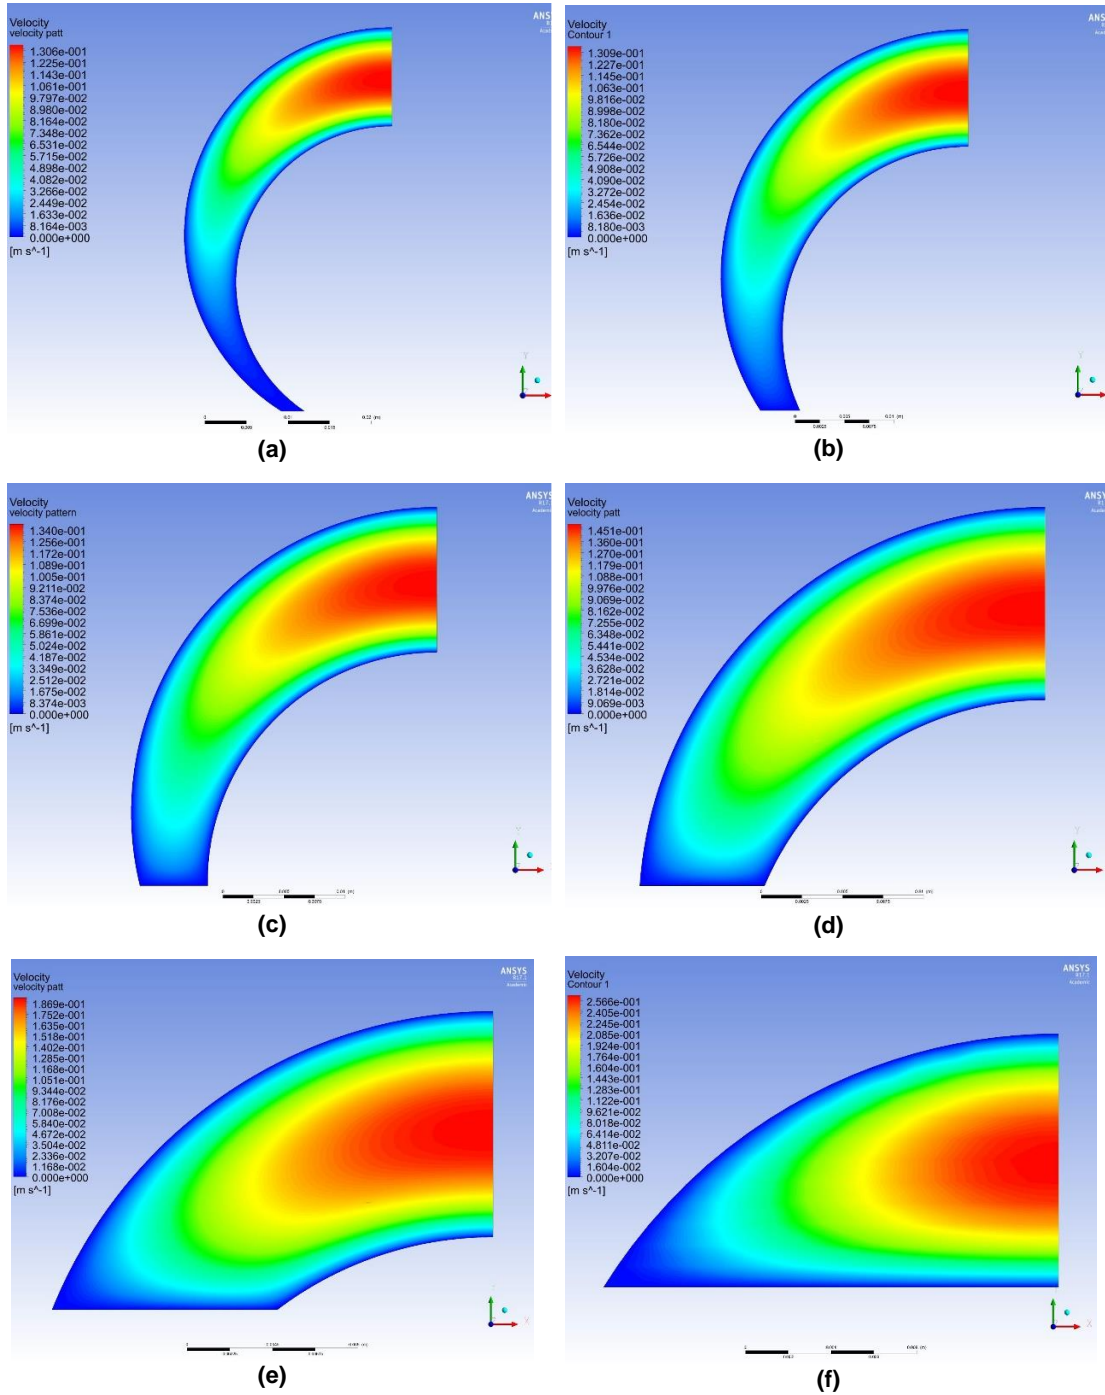 ANSYS
Velocity
velocity patt
1.306e-001
1.225e-001
1.143e-001
1.061e-001
9.797e-002
8.980e-002
8.164e-002
7.348e-002
6.531e-002
5.715e-002
4.898e-002
4.082e-002
3.266e-002
2.449e-002
1.633e-002
8.164e-003
0.000e+000
[m s^-1]
(a)
ANSYS
Velocity
Contour 1
1.309e-001
1.227e-001
1.145e-001
1.063e-001
9.816e-002
8.998e-002
8.180e-002
7.362e-002
6.544e-002
5.726e-002
4.908e-002
4.090e-002
3.272e-002
2.454e-002
1.636e-002
8.180e-003
0.000e+000
[m s^-1]
(b)
ANSYS
Velocity
velocity pattern
1.340e-001
1.256e-001
1.172e-001
1.089e-001
1.005e-001
9.211e-002
8.374e-002
7.536e-002
6.699e-002
5.861e-002
5.024e-002
4.187e-002
3.349e-002
2.512e-002
1.675e-002
8.374e-003
0.000e+000
[m s^-1]
(c)
ANSYS
Velocity
velocity patt
1.451e-001
1.360e-001
1.270e-001
1.179e-001
1.088e-001
9.976e-002
9.069e-002
8.162e-002
7.255e-002
6.348e-002
5.441e-002
4.534e-002
3.628e-002
2.721e-002
1.814e-002
9.069e-003
0.000e+000
[m s^-1]
(d)
ANSYS
R17.1
Academic
Velocity
velocity patt
1.869e-001
1.752e-001
1.635e-001
1.518e-001
1.402e-001
1.285e-001
1.168e-001
1.051e-001
9.344e-002
8.176e-002
7.008e-002
5.840e-002
4.672e-002
3.504e-002
2.336e-002
1.168e-002
0.000e+000
[m s^-1]
(e)
ANSYS
R17.1
Academic
Velocity
Contour 1
2.566e-001
2.405e-001
2.245e-001
2.085e-001
1.924e-001
1.764e-001
1.604e-001
1.443e-001
1.283e-001
1.122e-001
9.621e-002
8.018e-002
6.414e-002
4.811e-002
3.207e-002
1.604e-002
0.000e+000
[m s^-1]
(f)